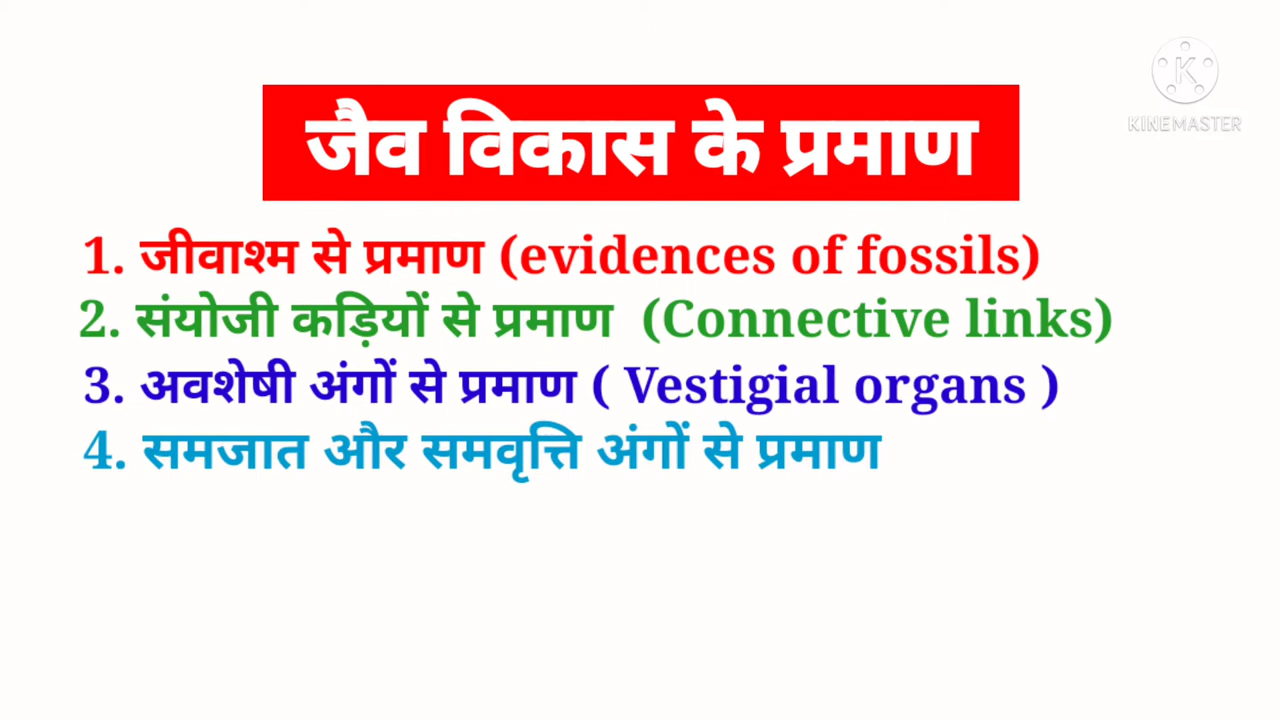 जैव विकास के प्रमाण
KINEMASTER
1. जीवाश्म से प्रमाण (evidences of fossils)
2. संयोजी कड़ियों से प्रमाण (Connective links)
3. अवशेषी अंगों से प्रमाण ( Vestigial organs )
4. समजात और समवृत्ति अंगों से प्रमाण